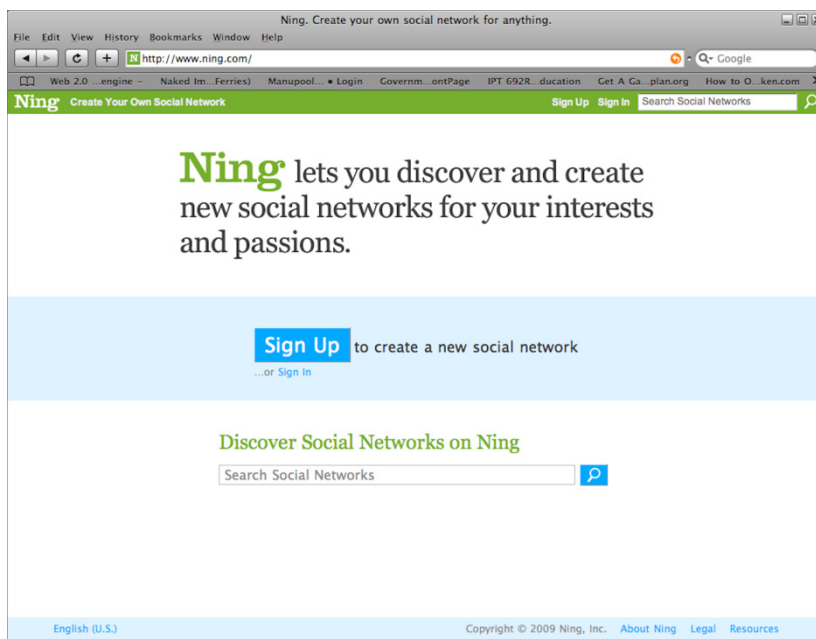 Ning. Create your own social network for anything.
File Edit View History Bookmarks Window Help
N http://www.ning.com/ Q Google
Web 2.0 ...engine - Naked Im...Ferries) Manupool... • Login Governm...ontPage IPT 692R...ducation Get A Ga...plan.org How to O...ken.com
Ning Create Your Own Social Network Sign Up Sign In Search Social Networks
Ning lets you discover and create
new social networks for your interests
and passions.
Sign Up to create a new social network
...or Sign In
Discover Social Networks on Ning
Search Social Networks
English (U.S.) Copyright © 2009 Ning, Inc. About Ning Legal Resources